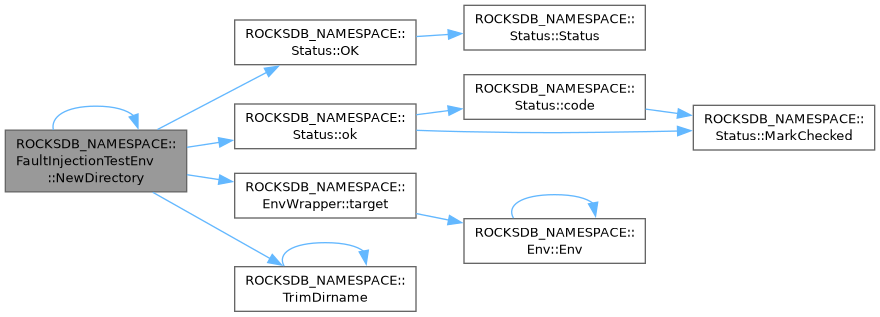 ROCKSDB_NAMESPACE::
FaultInjectionTestEnv
::NewDirectory
ROCKSDB_NAMESPACE::
Status::OK
ROCKSDB_NAMESPACE::
Status::Status
ROCKSDB_NAMESPACE::
Status::ok
ROCKSDB_NAMESPACE::
Status::code
ROCKSDB_NAMESPACE::
Status::MarkChecked
ROCKSDB_NAMESPACE::
EnvWrapper::target
ROCKSDB_NAMESPACE::
Env::Env
ROCKSDB_NAMESPACE::
TrimDirname